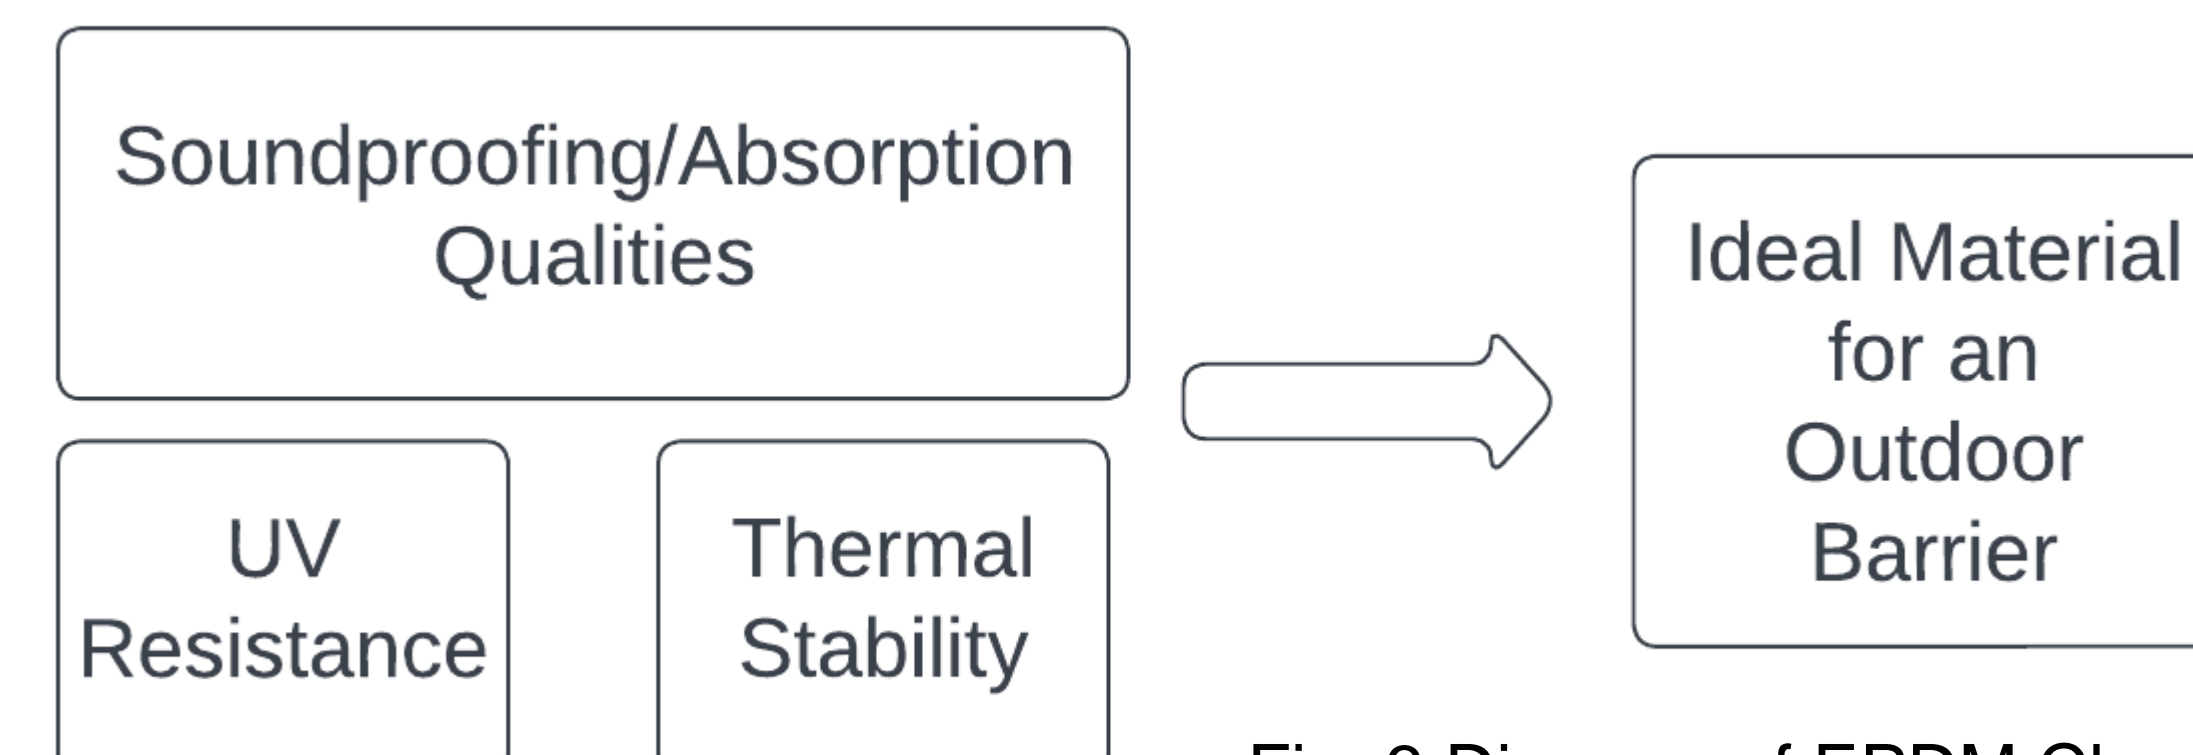 Soundproofing/Absorption
Qualities
UV
Resistance
Thermal
Stability
Ideal Material
for an
Outdoor
Barrier